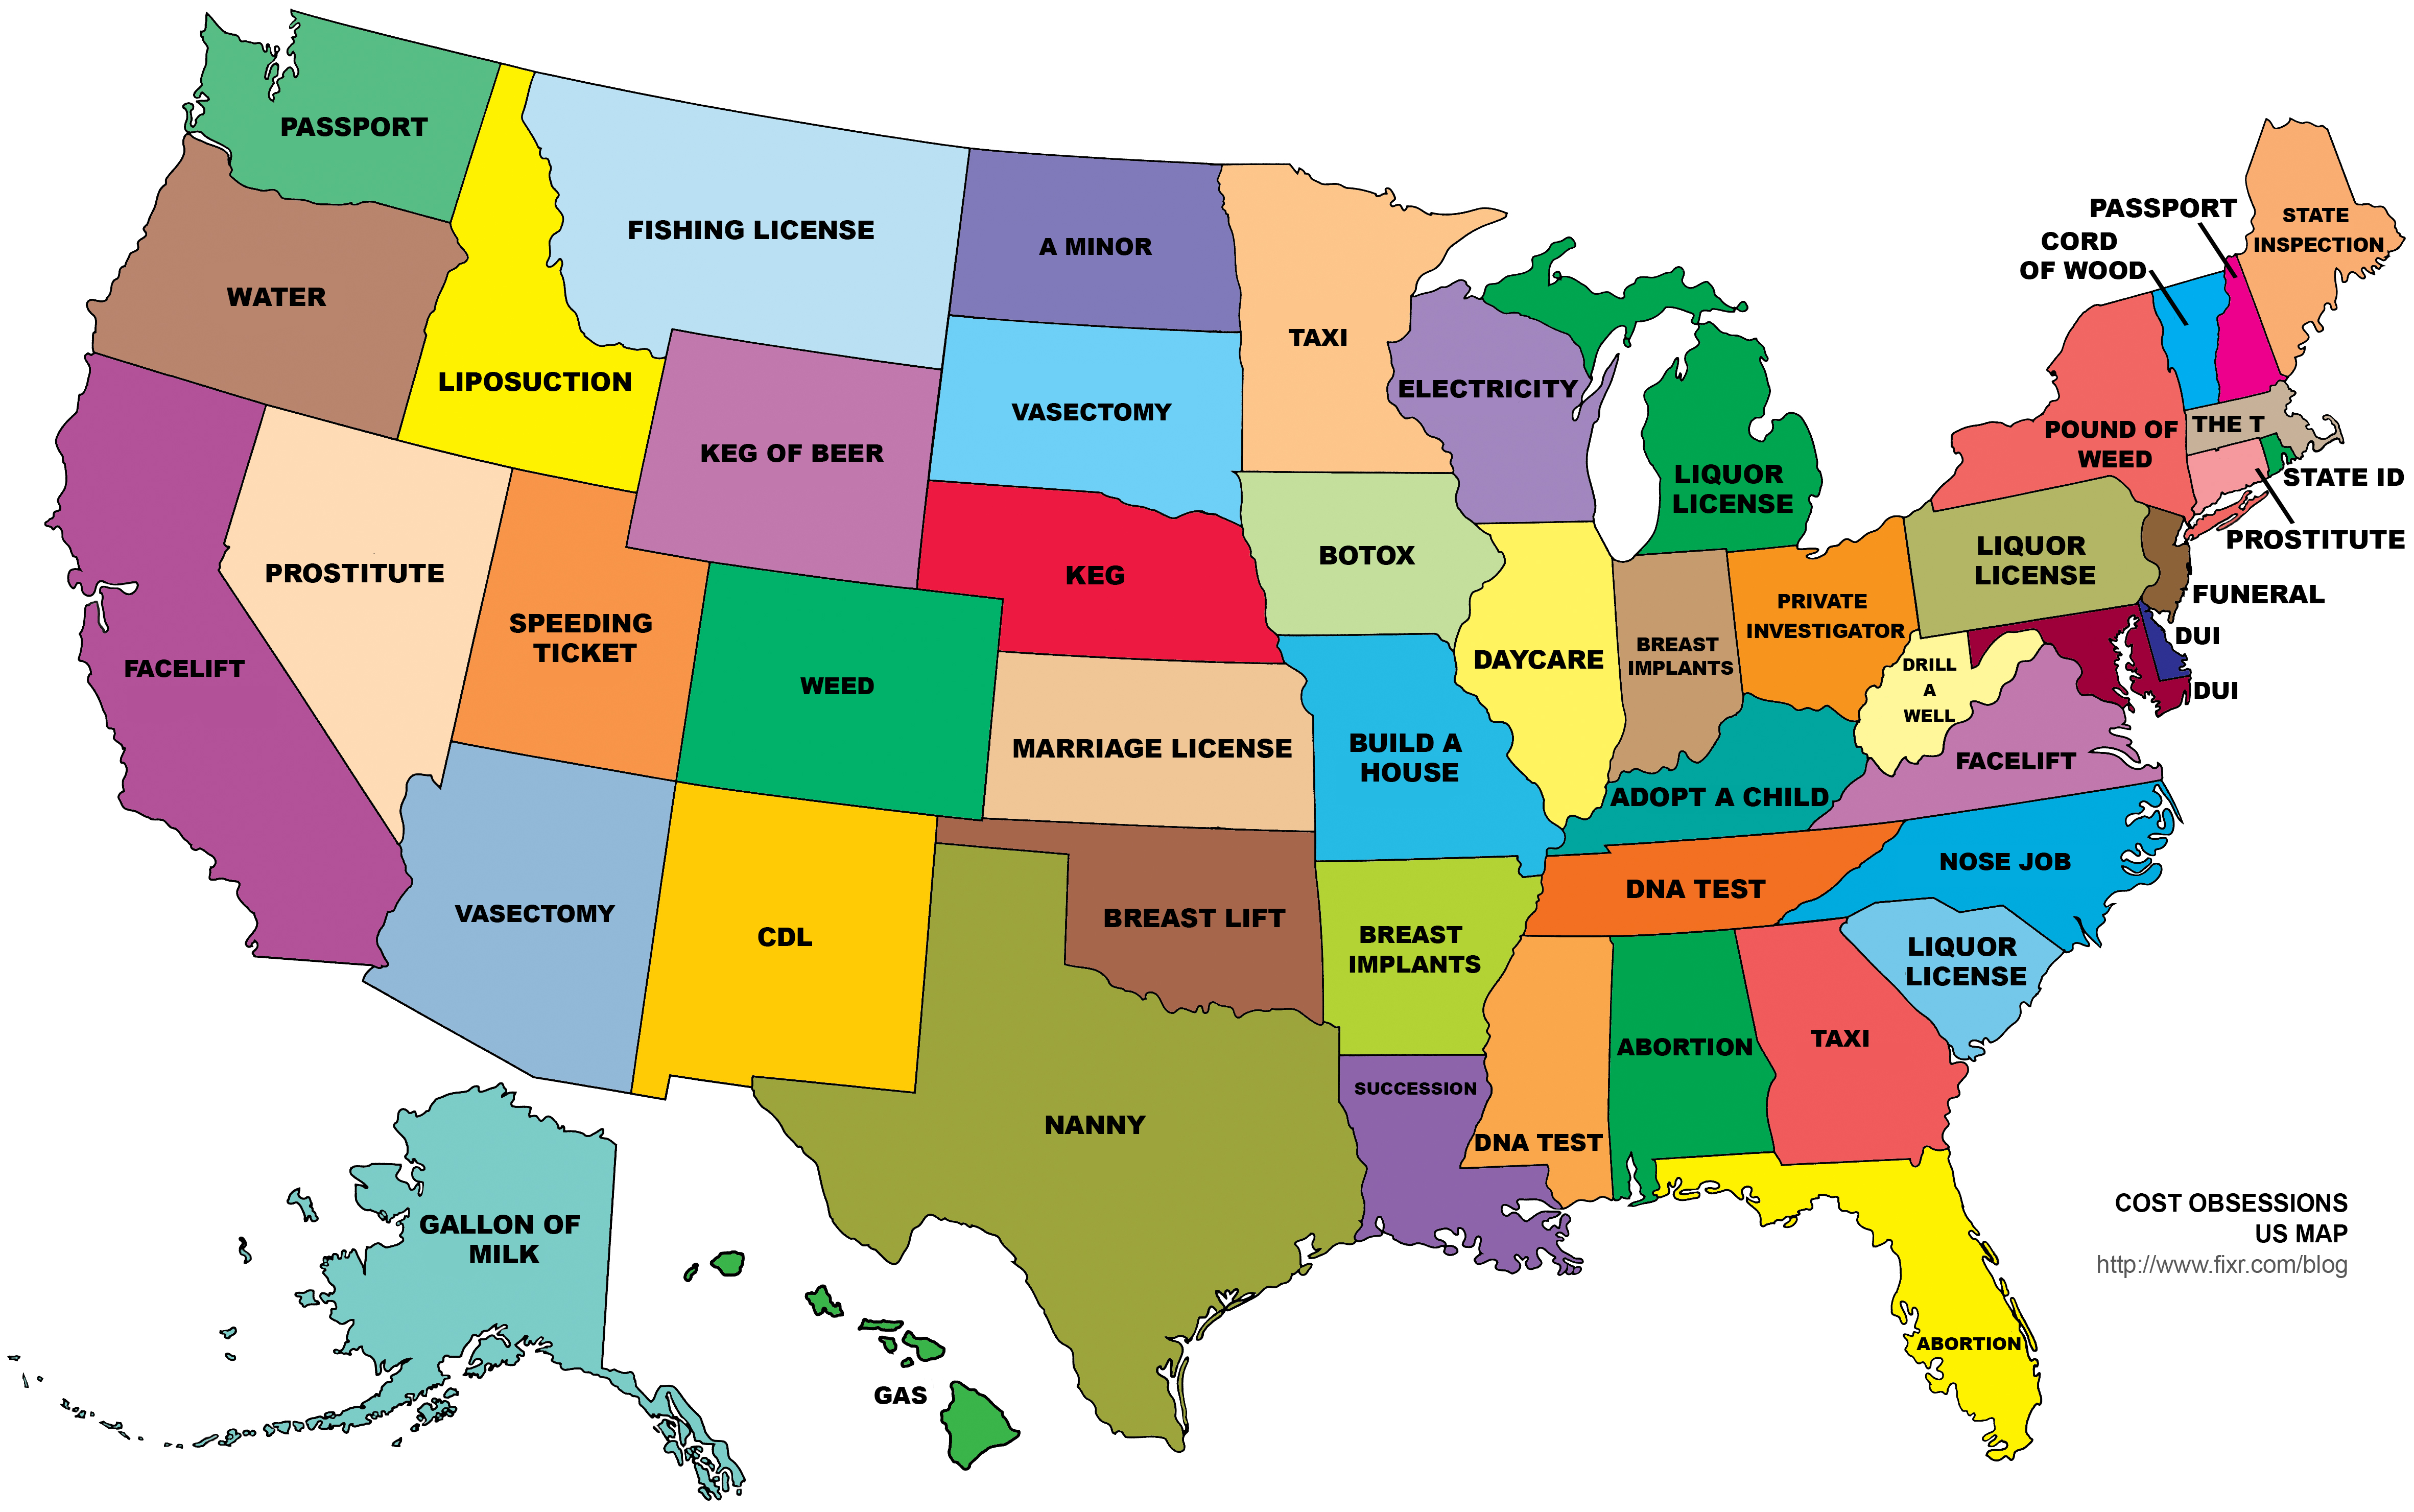 PASSPORT
WATER
LIPOSUCTION
FISHING LICENSE
A MINOR
TAXI
ELECTRICITY
LIQUOR
LICENSE
PASSPORT
CORD
OF WOOD
STATE
INSPECTION
POUND OF
WEED
THE T
STATE ID
PROSTITUTE
FUNERAL
DUI
DUI
LIQUOR
LICENSE
VASECTOMY
KEG OF BEER
KEG
BOTOX
PROSTITUTE
FACELIFT
SPEEDING
TICKET
WEED
MARRIAGE LICENSE
BUILD A
HOUSE
DAYCARE
BREAST
IMPLANTS
PRIVATE
INVESTIGATOR
DRILL
A
WELL
FACELIFT
ADOPT A CHILD
NOSE JOB
DNA TEST
VASECTOMY
CDL
BREAST LIFT
BREAST
IMPLANTS
LIQUOR
LICENSE
TAXI
ABORTION
DNA TEST
SUCCESSION
NANNY
GALLON OF
MILK
GAS
ABORTION
COST OBSESSIONS
US MAP
http://www.fixr.com/blog